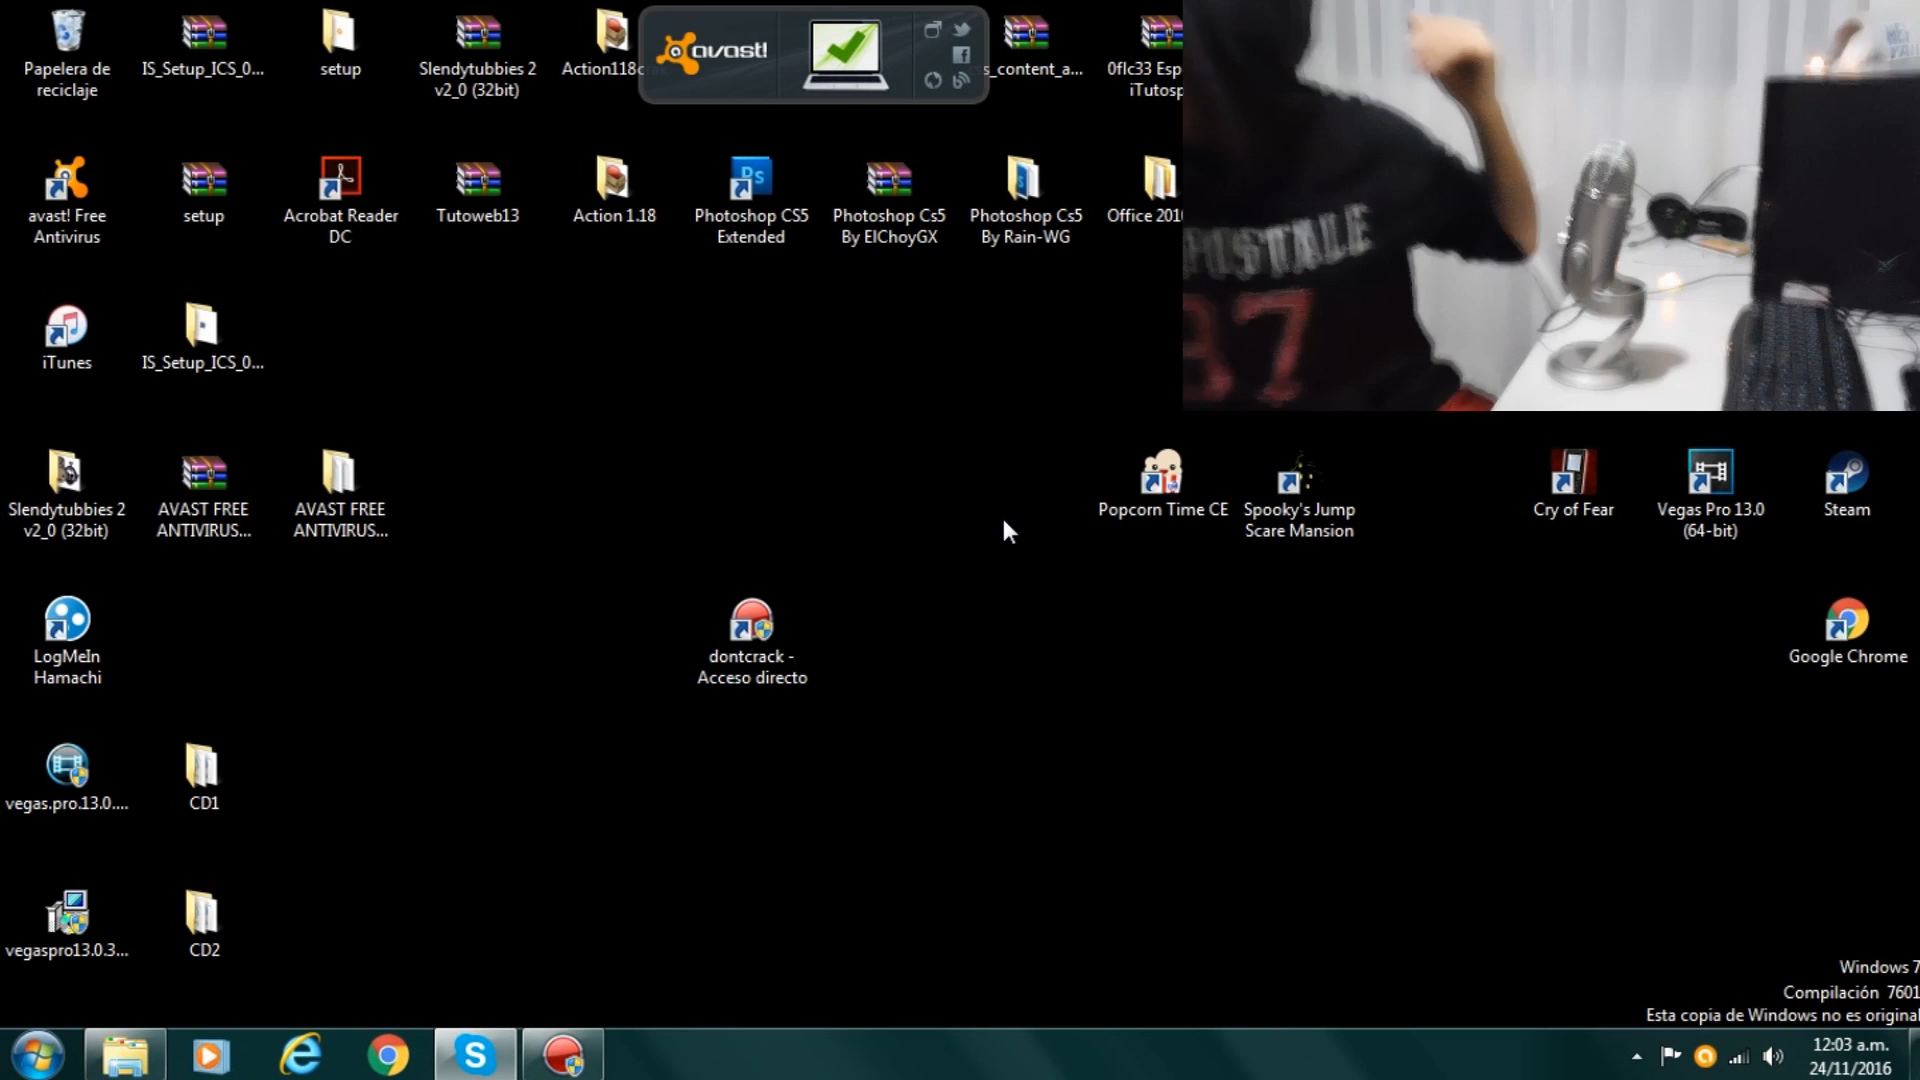 Papelera de
reciclaje
IS_Setup_ICS_0...
setup
Slendytubbies 2
v2_0 (32bit)
Action118c
avast!
s_content_a...
0flc33 Esp
iTutosp
avast! Free
Antivirus
setup
Acrobat Reader
DC
Tutoweb13
Action 1.18
Photoshop CS5
Extended
Photoshop Cs5
By ElChoyGX
Photoshop Cs5
By Rain-WG
Office 2010
87
iTunes
IS_Setup_ICS_0...
Slendytubbies 2
v2_0 (32bit)
AVAST FREE
ANTIVIRUS...
AVAST FREE
ANTIVIRUS...
Popcorn Time CE
Spooky's Jump
Scare Mansion
Cry of Fear
Vegas Pro 13.0
(64-bit)
Steam
LogMeIn
Hamachi
dontcrack -
Acceso directo
Google Chrome
vegas.pro.13.0....
CD1
vegaspro13.0.3...
CD2
Windows 7
Compilación 7601
Esta copia de Windows no es original
12:03 a.m.
24/11/2016